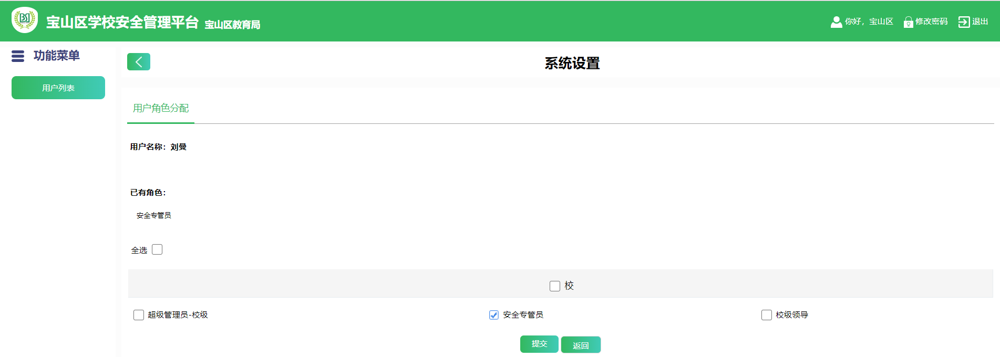 宝山区学校安全管理平台 宝山区教育局
你好，宝山区 修改密码 退出
功能菜单
系统设置
用户列表
用户角色分配
用户名称：刘曼
已有角色：
安全专管员
全选
校
超级管理员-校级 安全专管员 校级领导
提交 返回